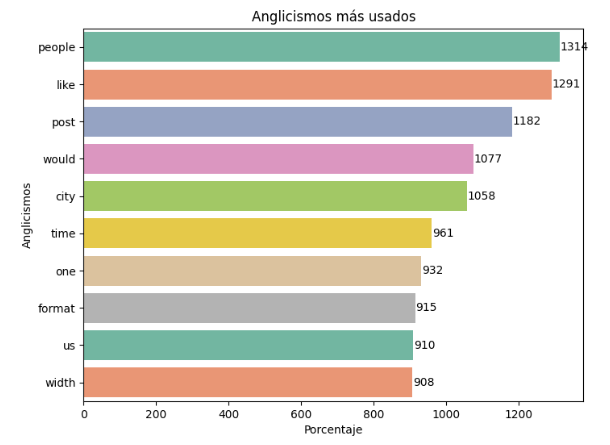 Anglicismos más usados
people 1314
like 1291
post 1182
would 1077
city 1058
time 961
one 932
format 915
us 910
width 908
Anglicismos
0 200 400 600 800 1000 1200
Porcentaje